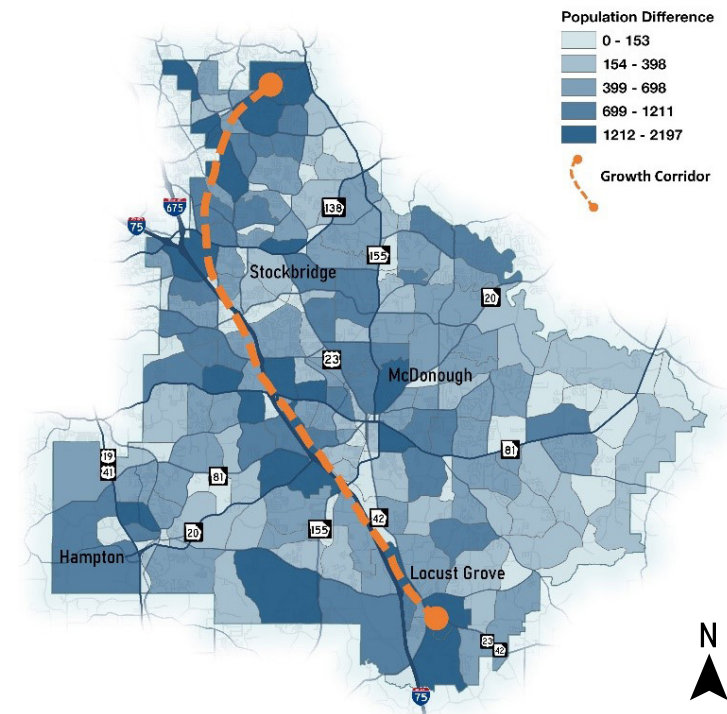 Population Difference
0 - 153
154 - 398
399 - 698
699 - 1211
1212 - 2197
Growth Corridor
675
75
138
155
Stockbridge
20
23
McDonough
81
19
41
81
20
155
42
Hampton
Locust Grove
23
42
N
75